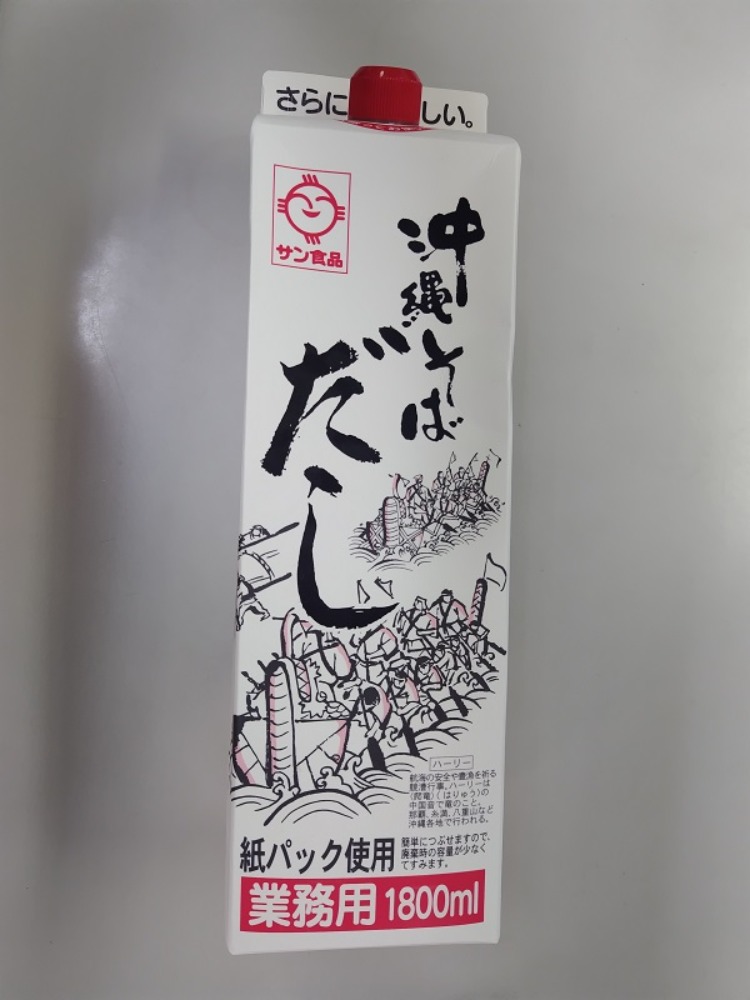 さらに
しい。
サン食品
沖縄そば
だし
ハーリー
航海の安全や豊漁を祈る
競漕行事。ハーリーは
(爬竜)(はりゅう)の
中国音で竜のこと。
那覇、糸満、八重山など
沖縄各地で行われる。
紙パック使用
簡単につぶせますので、
廃棄時の容量が少なく
てすみます。
業務用 1800ml